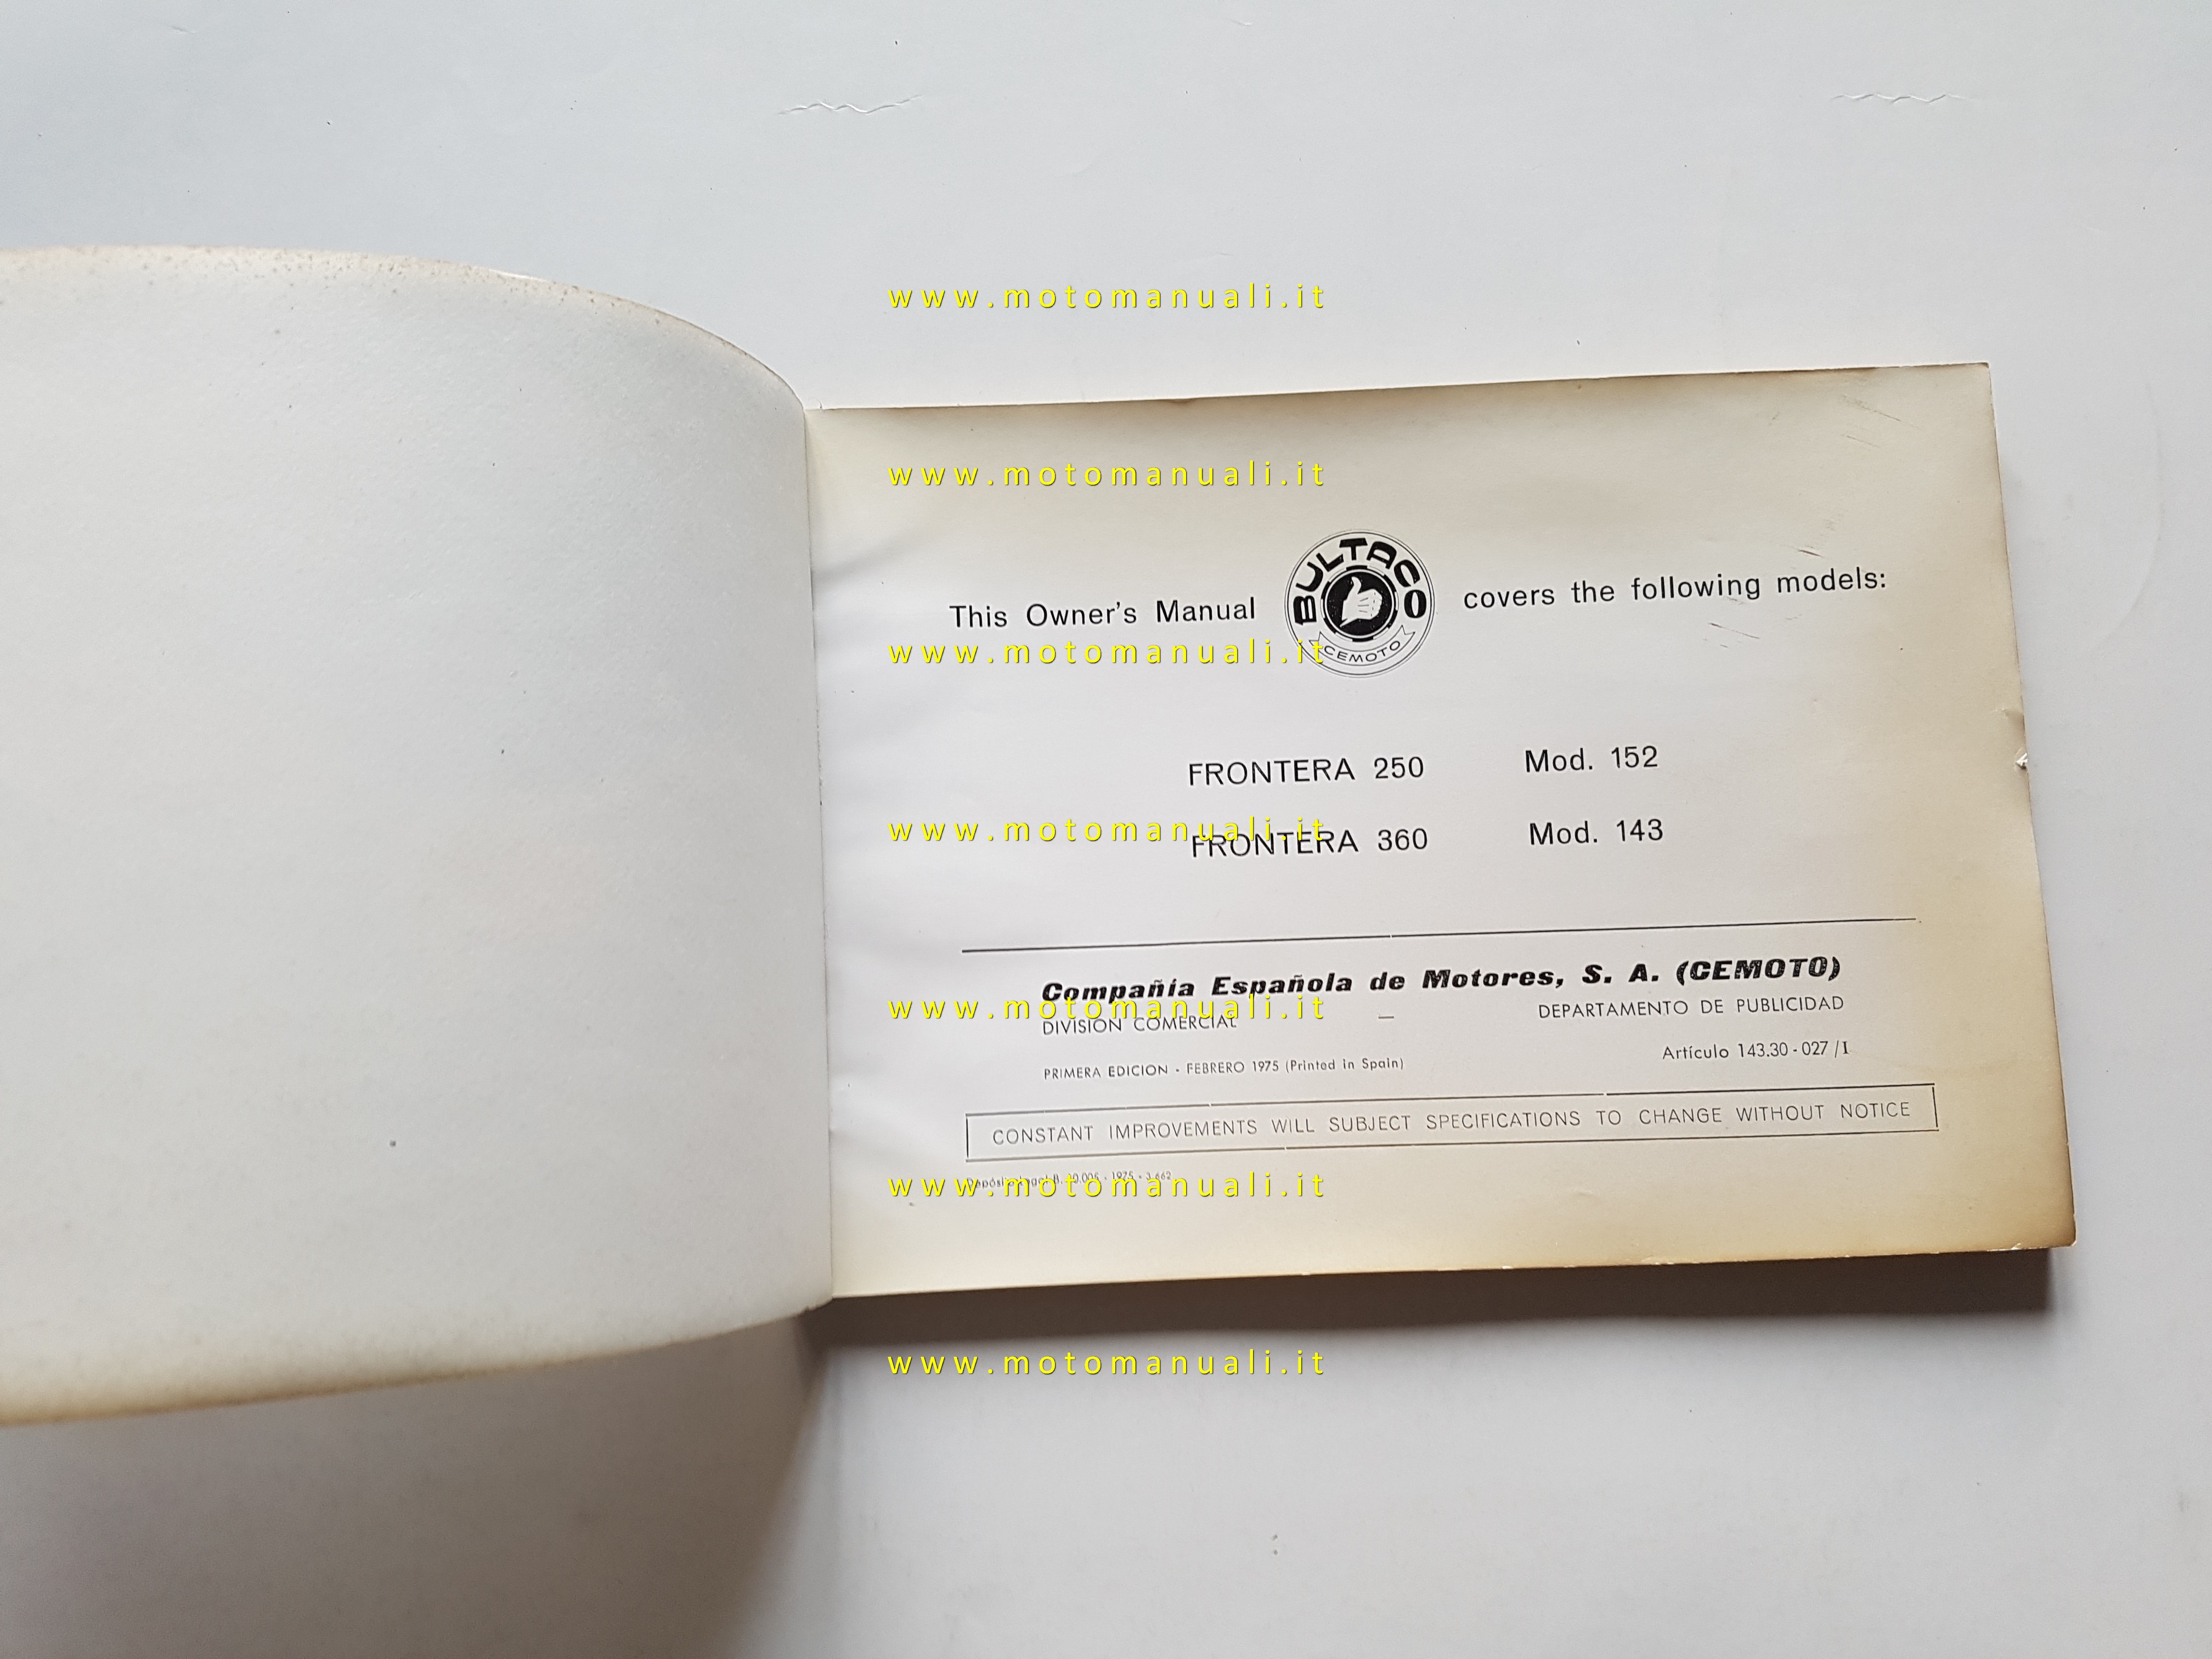 www.motomanuali.it
www.motomanuali.it
This Owner's Manual BULTACO CEMOTO covers the following models:
www.motomanuali.it
FRONTERA 250 Mod. 152
www.motomanuali.it
FRONTERA 360 Mod. 143
Compañía Española de Motores, S. A. (CEMOTO)
www.motomanuali.it
DIVISION COMERCIAL — DEPARTAMENTO DE PUBLICIDAD
PRIMERA EDICION - FEBRERO 1975 (Printed in Spain) Artículo 143.30 - 027 / I
CONSTANT IMPROVEMENTS WILL SUBJECT SPECIFICATIONS TO CHANGE WITHOUT NOTICE
1975
www.motomanuali.it
www.motomanuali.it